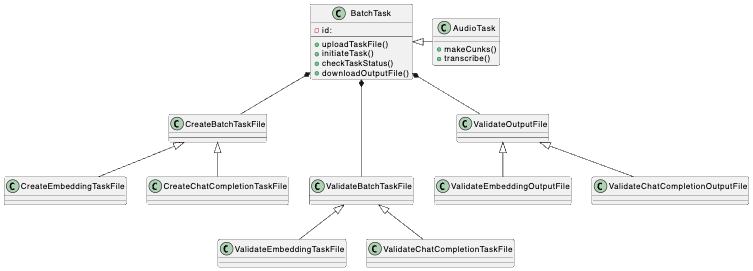 C BatchTask
id:
uploadTaskFile()
initiateTask()
checkTaskStatus()
downloadOutputFile()
C AudioTask
makeCunks()
transcribe()
C CreateBatchTaskFile
C ValidateOutputFile
C CreateEmbeddingTaskFile
C CreateChatCompletionTaskFile
C ValidateBatchTaskFile
C ValidateEmbeddingOutputFile
C ValidateChatCompletionOutputFile
C ValidateEmbeddingTaskFile
C ValidateChatCompletionTaskFile